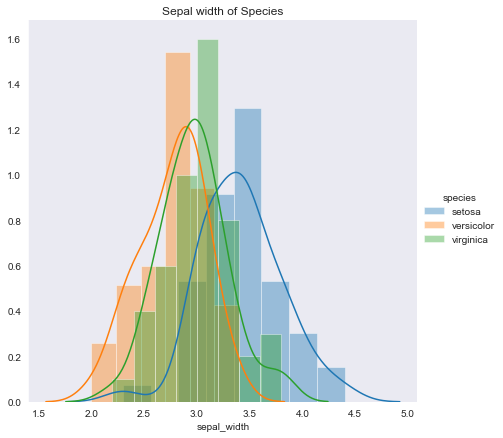 Sepal width of Species
1.6
1.4
1.2
1.0
0.8
0.6
0.4
0.2
0.0
1.5 2.0 2.5 3.0 3.5 4.0 4.5 5.0
sepal_width
species
setosa
versicolor
virginica